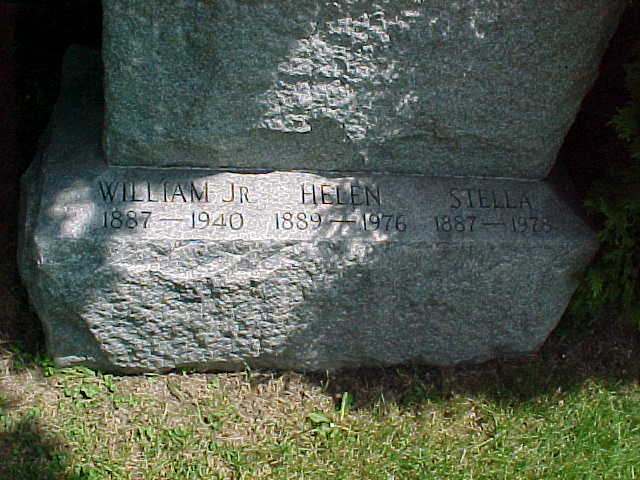 WILLIAM JR HELEN STELLA
1887 — 1940 1889 — 1976 1887 — 1978